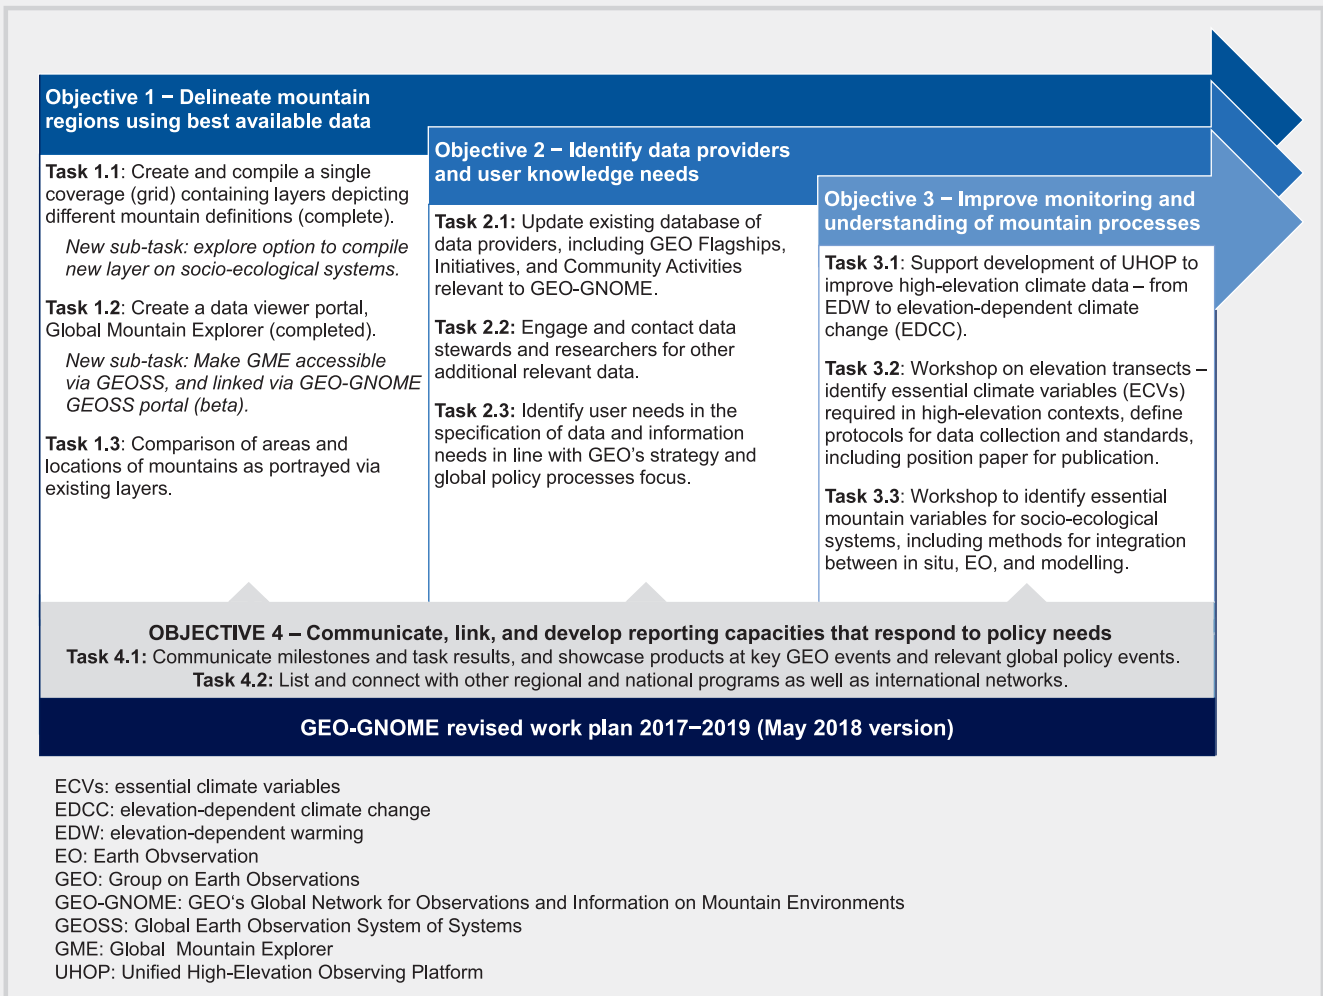 Objective 1 – Delineate mountain
regions using best available data
Task 1.1: Create and compile a single
coverage (grid) containing layers depicting
different mountain definitions (complete).
New sub-task: explore option to compile
new layer on socio-ecological systems.
Task 1.2: Create a data viewer portal,
Global Mountain Explorer (completed).
New sub-task: Make GME accessible
via GEOSS, and linked via GEO-GNOME
GEOSS portal (beta).
Task 1.3: Comparison of areas and
locations of mountains as portrayed via
existing layers.
Objective 2 – Identify data providers
and user knowledge needs
Task 2.1: Update existing database of
data providers, including GEO Flagships,
Initiatives, and Community Activities
relevant to GEO-GNOME.
Task 2.2: Engage and contact data
stewards and researchers for other
additional relevant data.
Task 2.3: Identify user needs in the
specification of data and information
needs in line with GEO's strategy and
global policy processes focus.
Objective 3 – Improve monitoring and
understanding of mountain processes
Task 3.1: Support development of UHOP to
improve high-elevation climate data – from
EDW to elevation-dependent climate
change (EDCC).
Task 3.2: Workshop on elevation transects –
identify essential climate variables (ECVs)
required in high-elevation contexts, define
protocols for data collection and standards,
including position paper for publication.
Task 3.3: Workshop to identify essential
mountain variables for socio-ecological
systems, including methods for integration
between in situ, EO, and modelling.
OBJECTIVE 4 – Communicate, link, and develop reporting capacities that respond to policy needs
Task 4.1: Communicate milestones and task results, and showcase products at key GEO events and relevant global policy events.
Task 4.2: List and connect with other regional and national programs as well as international networks.
GEO-GNOME revised work plan 2017–2019 (May 2018 version)
ECVs: essential climate variables
EDCC: elevation-dependent climate change
EDW: elevation-dependent warming
EO: Earth Obvservation
GEO: Group on Earth Observations
GEO-GNOME: GEO‘s Global Network for Observations and Information on Mountain Environments
GEOSS: Global Earth Observation System of Systems
GME: Global  Mountain Explorer
UHOP: Unified High-Elevation Observing Platform